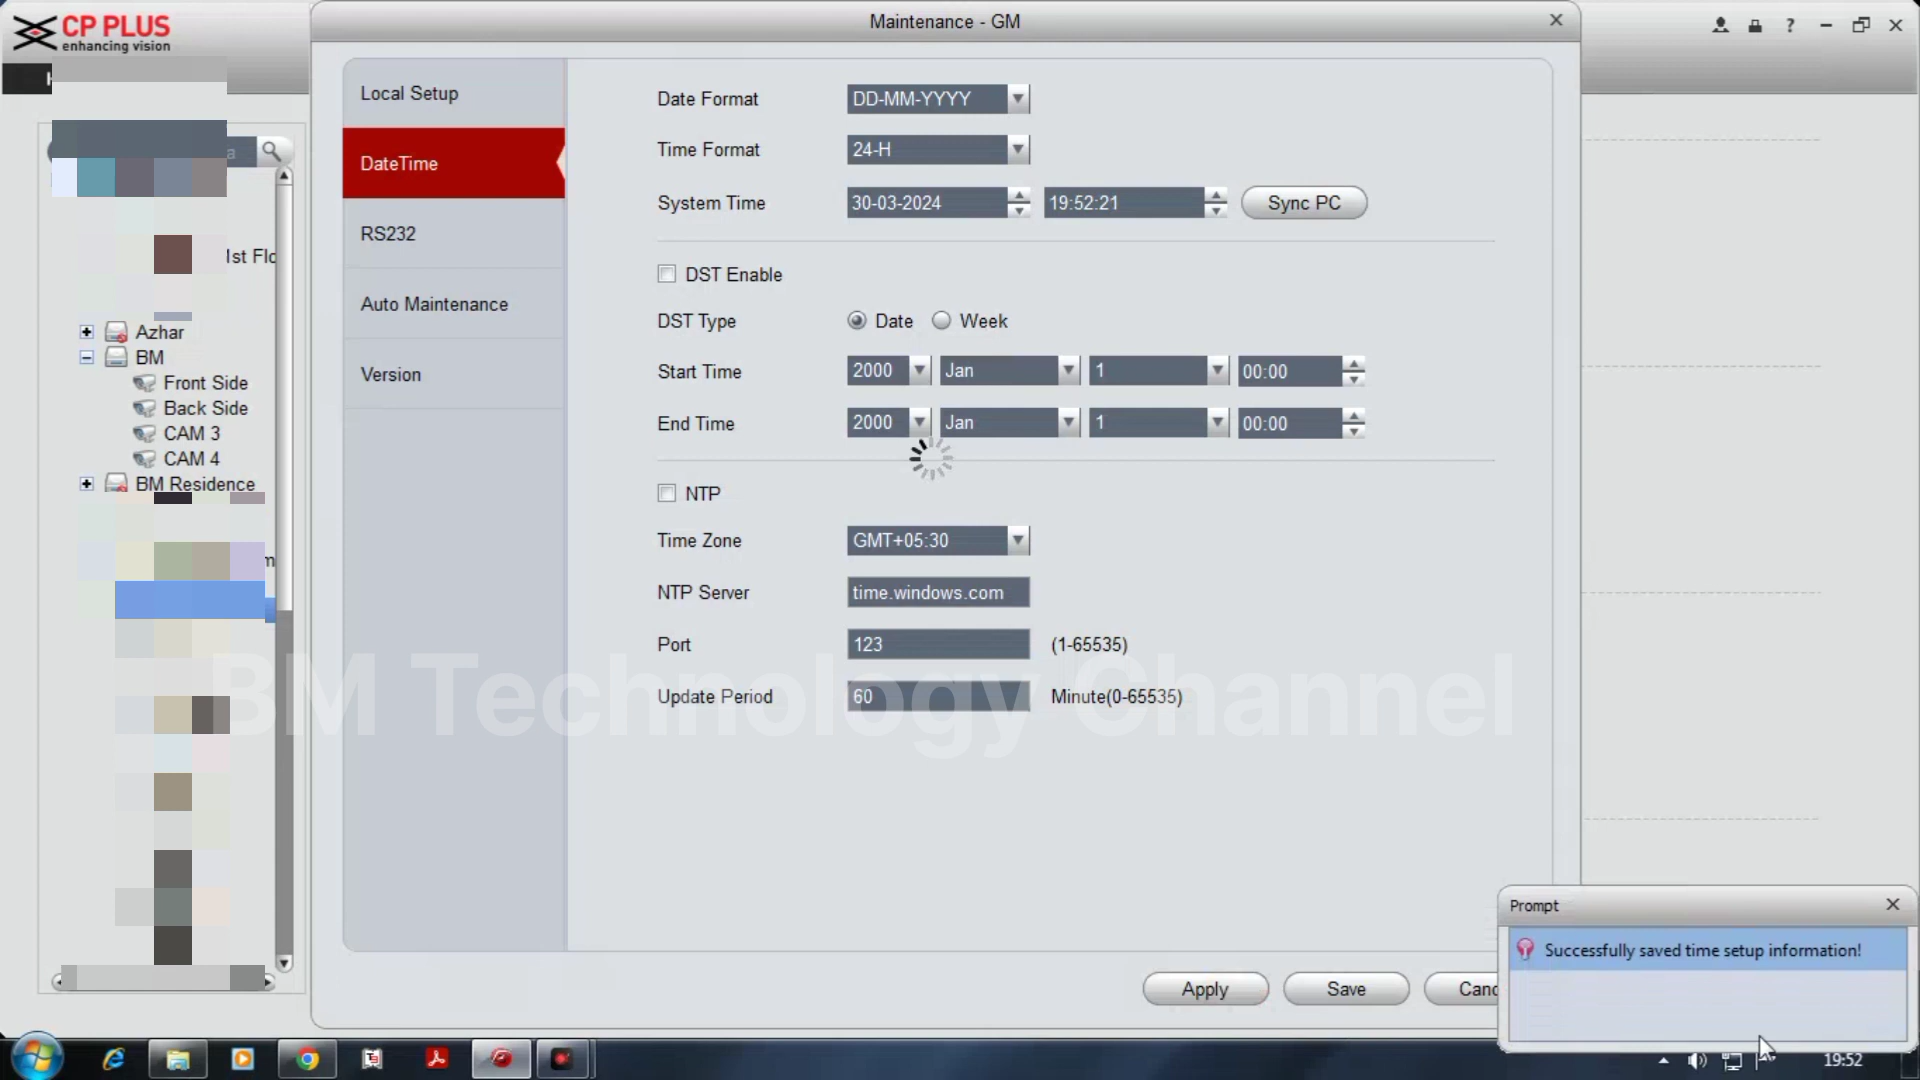 CP PLUS
enhancing vision
Maintenance - GM
Local Setup
DateTime
RS232
Auto Maintenance
Version
Date Format DD-MM-YYYY
Time Format 24-H
System Time 30-03-2024 19:52:21 Sync PC
DST Enable
DST Type Date Week
Start Time 2000 Jan 1 00:00
End Time 2000 Jan 1 00:00
NTP
Time Zone GMT+05:30
NTP Server time.windows.com
Port 123 (1-65535)
Update Period 60 Minute(0-65535)
Azhar
BM
Front Side
Back Side
CAM 3
CAM 4
BM Residence
BM Technology Channel
Apply Save
Prompt
Successfully saved time setup information!
19:52